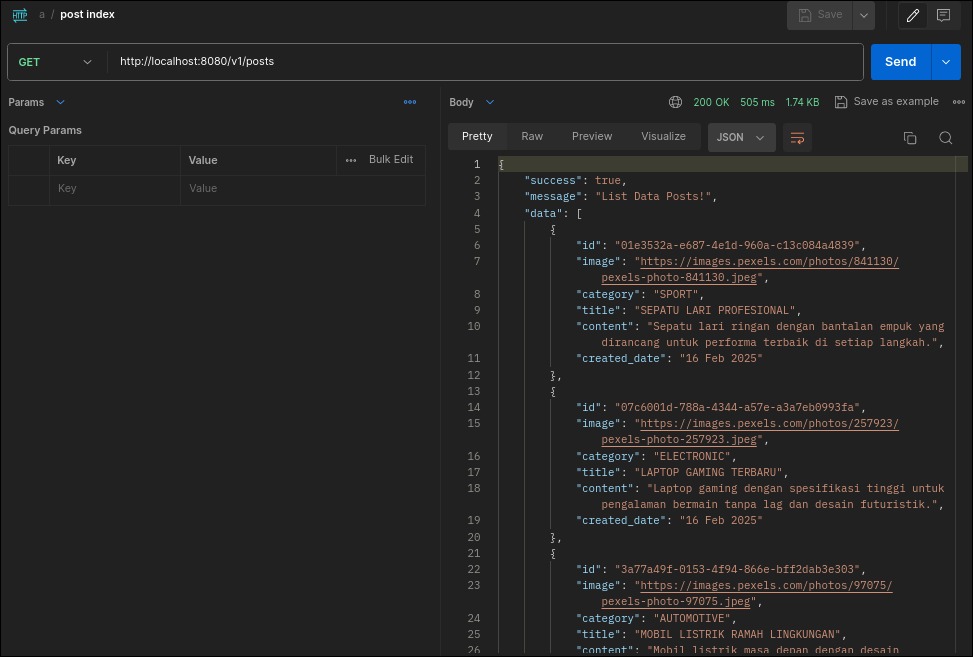 HTTP a / post index
Save
GET http://localhost:8080/v1/posts Send
Params
Query Params
Key Value Bulk Edit
Key Value
Body 200 OK 505 ms 1.74 KB Save as example
Pretty Raw Preview Visualize JSON
1 {
2 "success": true,
3 "message": "List Data Posts!",
4 "data": [
5 {
6 "id": "01e3532a-e687-4e1d-960a-c13c084a4839",
7 "image": "https://images.pexels.com/photos/841130/
pexels-photo-841130.jpeg",
8 "category": "SPORT",
9 "title": "SEPATU LARI PROFESIONAL",
10 "content": "Sepatu lari ringan dengan bantalan empuk yang
dirancang untuk performa terbaik di setiap langkah.",
11 "created_date": "16 Feb 2025"
12 },
13 {
14 "id": "07c6001d-788a-4344-a57e-a3a7eb0993fa",
15 "image": "https://images.pexels.com/photos/257923/
pexels-photo-257923.jpeg",
16 "category": "ELECTRONIC",
17 "title": "LAPTOP GAMING TERBARU",
18 "content": "Laptop gaming dengan spesifikasi tinggi untuk
pengalaman bermain tanpa lag dan desain futuristik.",
19 "created_date": "16 Feb 2025"
20 },
21 {
22 "id": "3a77a49f-0153-4f94-866e-bff2dab3e303",
23 "image": "https://images.pexels.com/photos/97075/
pexels-photo-97075.jpeg",
24 "category": "AUTOMOTIVE",
25 "title": "MOBIL LISTRIK RAMAH LINGKUNGAN",
26 "content": "Mobil listrik masa depan dengan desain